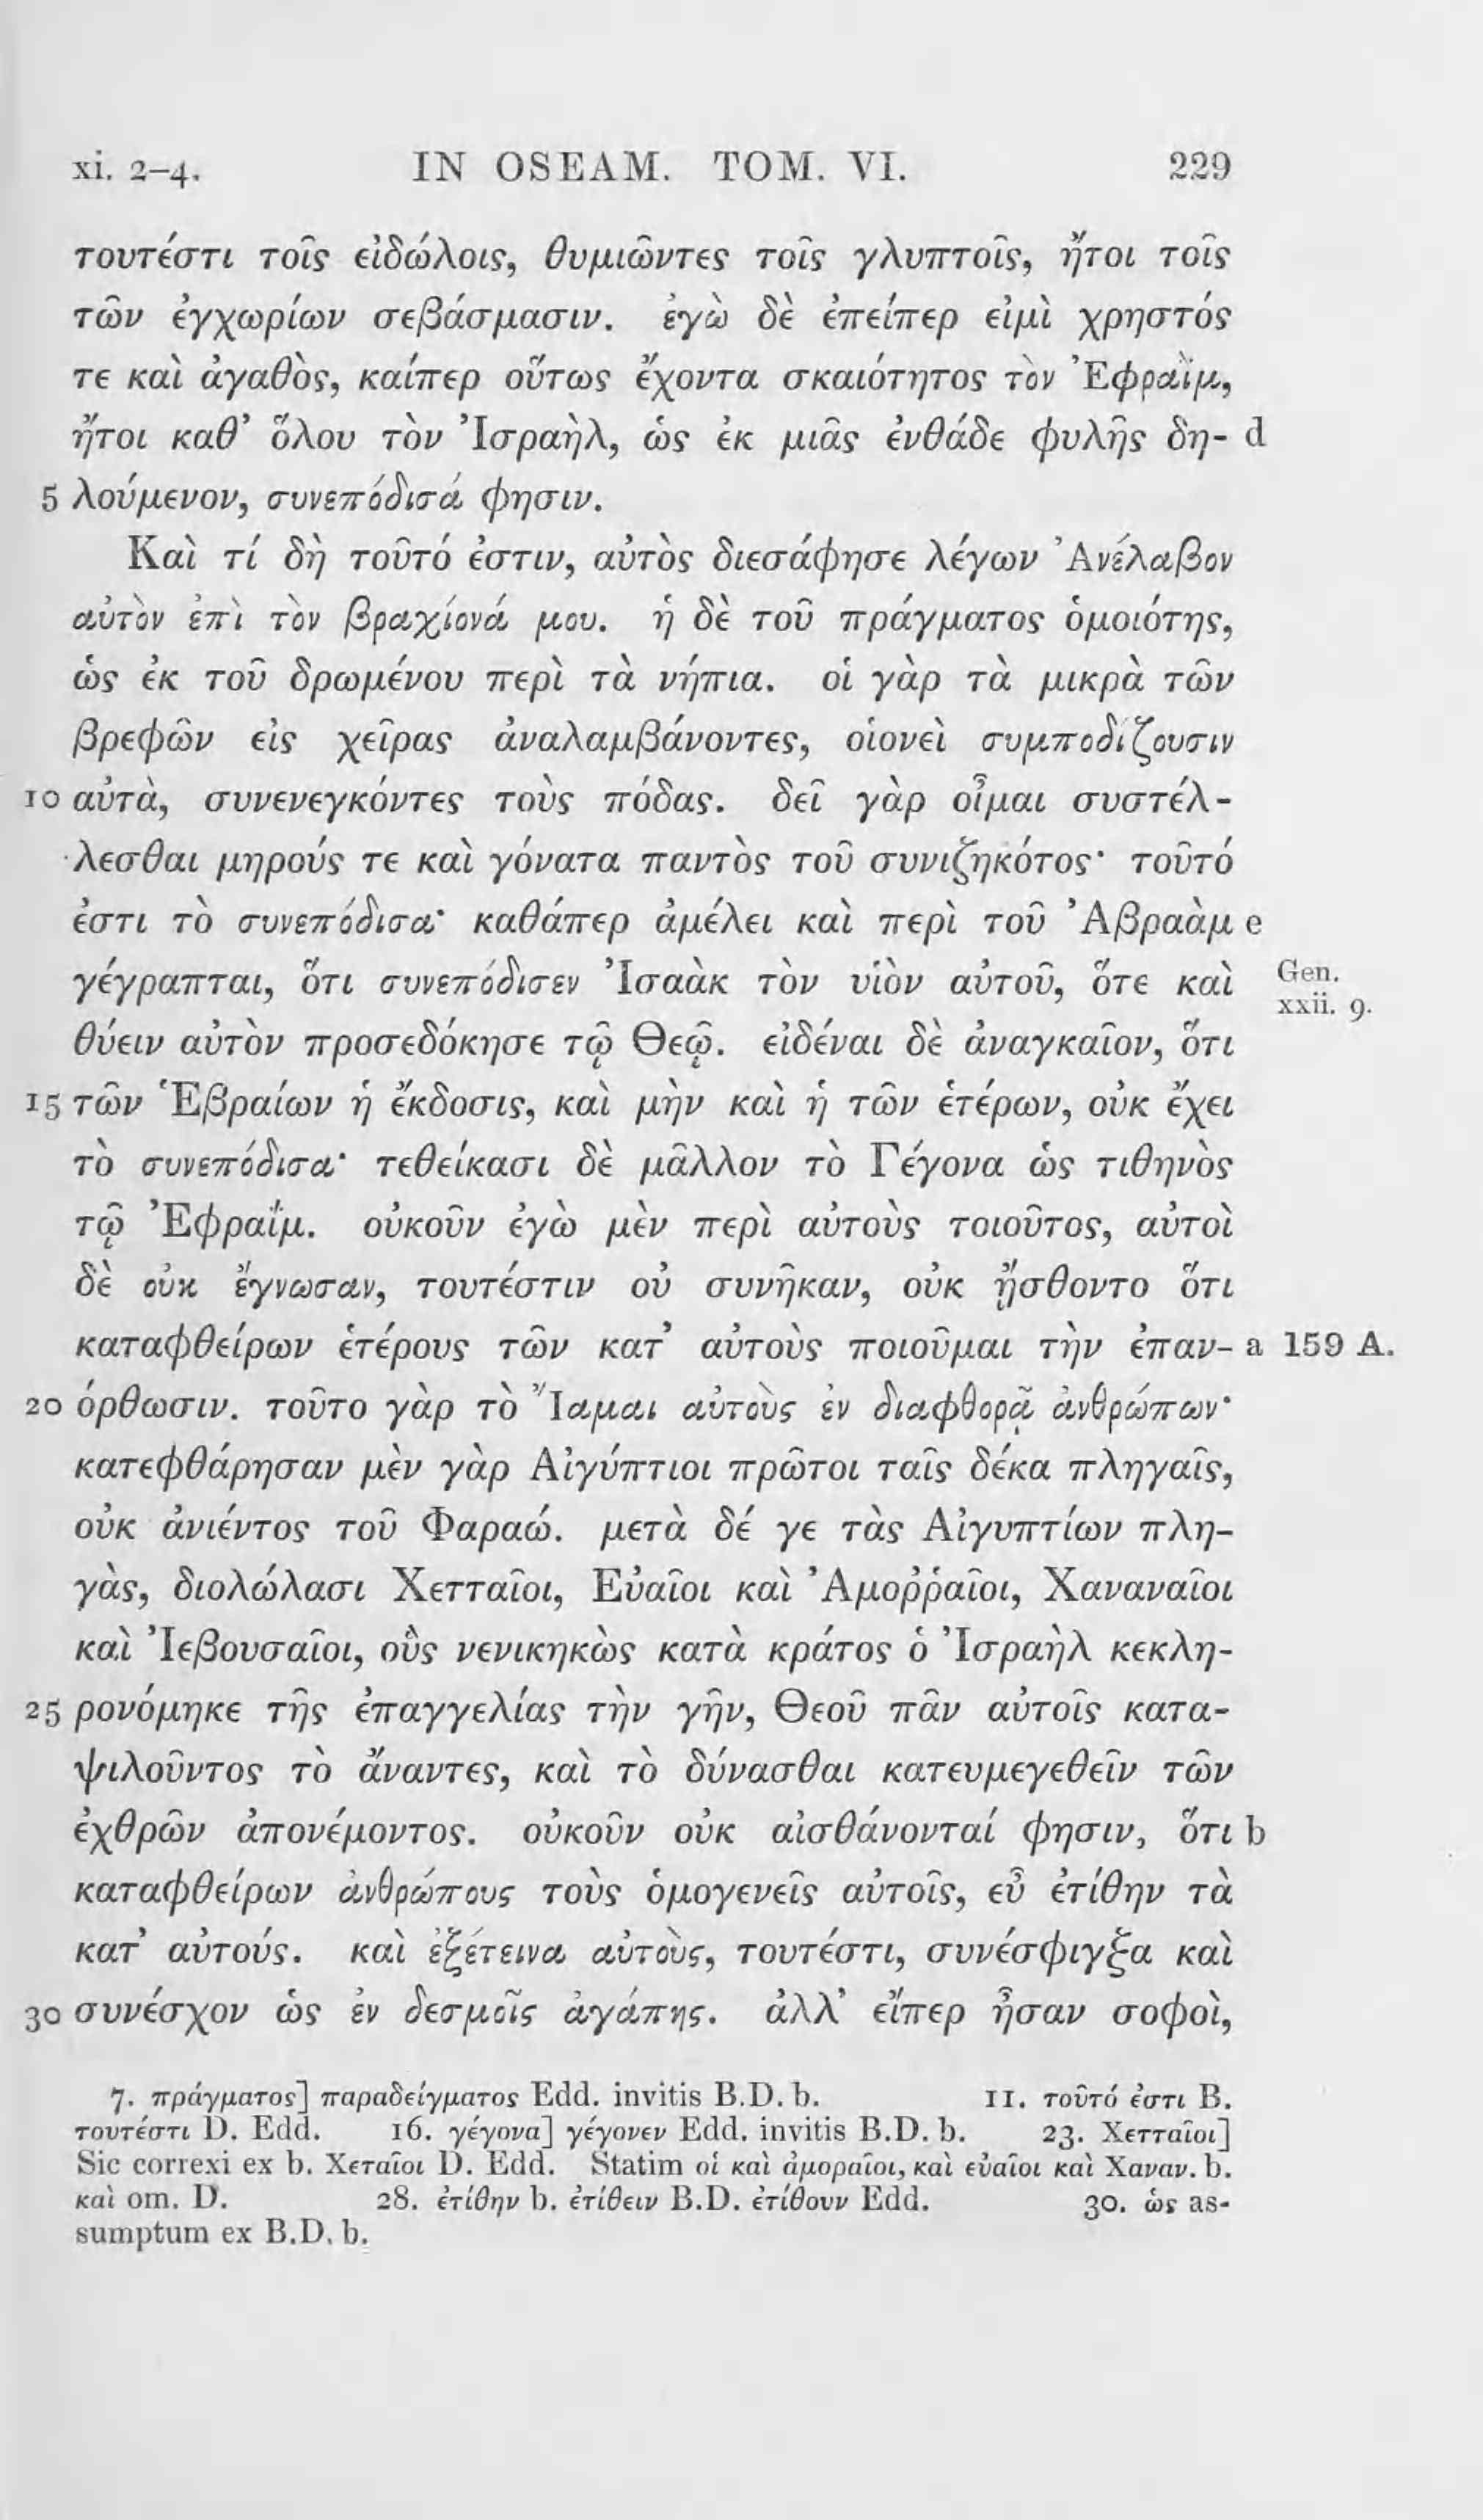 xi. 2–4. IN OSEAM. TOM. VI. 229
τουτέστι τοῖς εἰδώλοις, θυμιῶντες τοῖς γλυπτοῖς, ἤτοι τοῖς
τῶν ἐγχωρίων σεβάσμασιν. ἐγὼ δὲ ἐπείπερ εἰμὶ χρηστός
τε καὶ ἀγαθὸς, καίπερ οὕτως ἔχοντα σκαιότητος τὸν Ἐφραῒμ,
ἤτοι καθ’ ὅλου τὸν Ἰσραὴλ, ὡς ἐκ μιᾶς ἐνθάδε φυλῆς δη- d
5 λούμενον, συνεπόδισά φησιν.
Καὶ τί δὴ τοῦτό ἐστιν, αὐτὸς διεσάφησε λέγων Ἀνέλαβον
αὐτὸν ἐπὶ τὸν βραχίονά μου. ἡ δὲ τοῦ πράγματος ὁμοιότης,
ὡς ἐκ τοῦ δρωμένου περὶ τὰ νήπια. οἱ γὰρ τὰ μικρὰ τῶν
βρεφῶν εἰς χεῖρας ἀναλαμβάνοντες, οἱονεὶ συμποδίζουσιν
10 αὐτὰ, συνενεγκόντες τοὺς πόδας. δεῖ γὰρ οἶμαι συστέλ-
λεσθαι μηρούς τε καὶ γόνατα παντὸς τοῦ συνιζηκότος· τοῦτό
ἐστι τὸ συνεπόδισα· καθάπερ ἀμέλει καὶ περὶ τοῦ Ἀβραὰμ e
γέγραπται, ὅτι συνεπόδισεν Ἰσαὰκ τὸν υἱὸν αὐτοῦ, ὅτε καὶ Gen. xxii. 9.
θύειν αὐτὸν προσεδόκησε τῷ Θεῷ. εἰδέναι δὲ ἀναγκαῖον, ὅτι
15 τῶν Ἑβραίων ἡ ἔκδοσις, καὶ μὴν καὶ ἡ τῶν ἑτέρων, οὐκ ἔχει
τὸ συνεπόδισα· τεθείκασι δὲ μᾶλλον τὸ Γέγονα ὡς τιθηνὸς
τῷ Ἐφραΐμ. οὐκοῦν ἐγὼ μὲν περὶ αὐτοὺς τοιοῦτος, αὐτοὶ
δὲ οὐκ ἔγνωσαν, τουτέστιν οὐ συνῆκαν, οὐκ ᾔσθοντο ὅτι
καταφθείρων ἑτέρους τῶν κατ’ αὐτοὺς ποιοῦμαι τὴν ἐπαν- a 159 A.
20 όρθωσιν. τοῦτο γὰρ τὸ Ἴαμαι αὐτοὺς ἐν διαφθορᾷ ἀνθρώπων·
κατεφθάρησαν μὲν γὰρ Αἰγύπτιοι πρῶτοι ταῖς δέκα πληγαῖς,
οὐκ ἀνιέντος τοῦ Φαραώ. μετὰ δέ γε τὰς Αἰγυπτίων πλη-
γὰς, διολώλασι Χετταῖοι, Εὐαῖοι καὶ Ἀμοῤῥαῖοι, Χαναναῖοι
καὶ Ἰεβουσαῖοι, οὓς νενικηκὼς κατὰ κράτος ὁ Ἰσραὴλ κεκλη-
25 ρονόμηκε τῆς ἐπαγγελίας τὴν γῆν, Θεοῦ πᾶν αὐτοῖς κατα-
ψιλοῦντος τὸ ἄναντες, καὶ τὸ δύνασθαι κατευμεγεθεῖν τῶν
ἐχθρῶν ἀπονέμοντος. οὐκοῦν οὐκ αἰσθάνονταί φησιν, ὅτι b
καταφθείρων ἀνθρώπους τοὺς ὁμογενεῖς αὐτοῖς, εὖ ἐτίθην τὰ
κατ’ αὐτούς. καὶ ἐξέτεινα αὐτοὺς, τουτέστι, συνέσφιγξα καὶ
30 συνέσχον ὡς ἐν δεσμοῖς ἀγάπης. ἀλλ’ εἴπερ ἦσαν σοφοὶ,
7. πράγματος] παραδείγματος Edd. invitis B.D. b. 11. τοῦτό ἐστι B.
τουτέστι D. Edd. 16. γέγονα] γέγονεν Edd. invitis B.D. b. 23. Χετταῖοι]
Sic correxi ex b. Χεταῖοι D. Edd. Statim οἱ καὶ ἀμοραῖοι, καὶ εὐαῖοι καὶ Χαναν. b.
καὶ om. D. 28. ἐτίθην b. ἐτίθειν B.D. ἐτίθουν Edd. 30. ὡς as-
sumptum ex B.D. b.